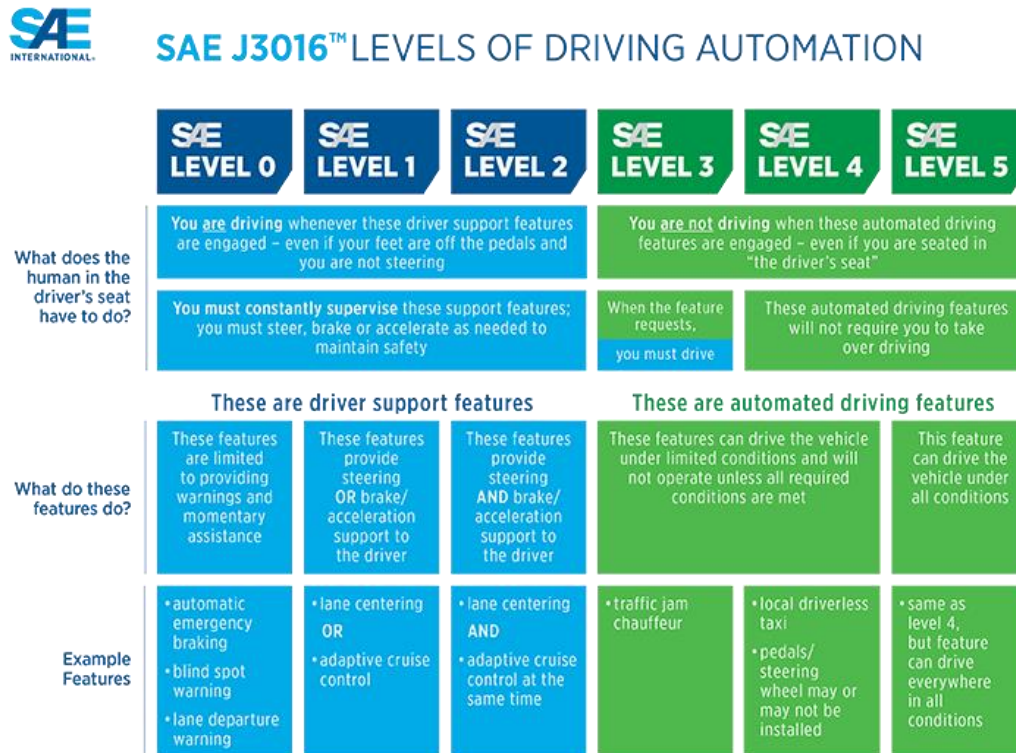 SAE
INTERNATIONAL®
SAE J3016™ LEVELS OF DRIVING AUTOMATION
SAE
LEVEL 0
SAE
LEVEL 1
SAE
LEVEL 2
SAE
LEVEL 3
SAE
LEVEL 4
SAE
LEVEL 5
What does the
human in the
driver's seat
have to do?
You are driving whenever these driver support features
are engaged – even if your feet are off the pedals and
you are not steering
You are not driving when these automated driving
features are engaged – even if you are seated in
"the driver's seat"
You must constantly supervise these support features;
you must steer, brake or accelerate as needed to
maintain safety
When the feature
requests,
you must drive
These automated driving features
will not require you to take
over driving
These are driver support features
These are automated driving features
What do these
features do?
These features
are limited
to providing
warnings and
momentary
assistance
These features
provide
steering
OR brake/
acceleration
support to
the driver
These features
provide
steering
AND brake/
acceleration
support to
the driver
These features can drive the vehicle
under limited conditions and will
not operate unless all required
conditions are met
This feature
can drive the
vehicle under
all conditions
Example
Features
•automatic
emergency
braking
•blind spot
warning
•lane departure
warning
•lane centering
OR
•adaptive cruise
control
•lane centering
AND
•adaptive cruise
control at the
same time
•traffic jam
chauffeur
•local driverless
taxi
•pedals/
steering
wheel may or
may not be
installed
•same as
level 4,
but feature
can drive
everywhere
in all
conditions